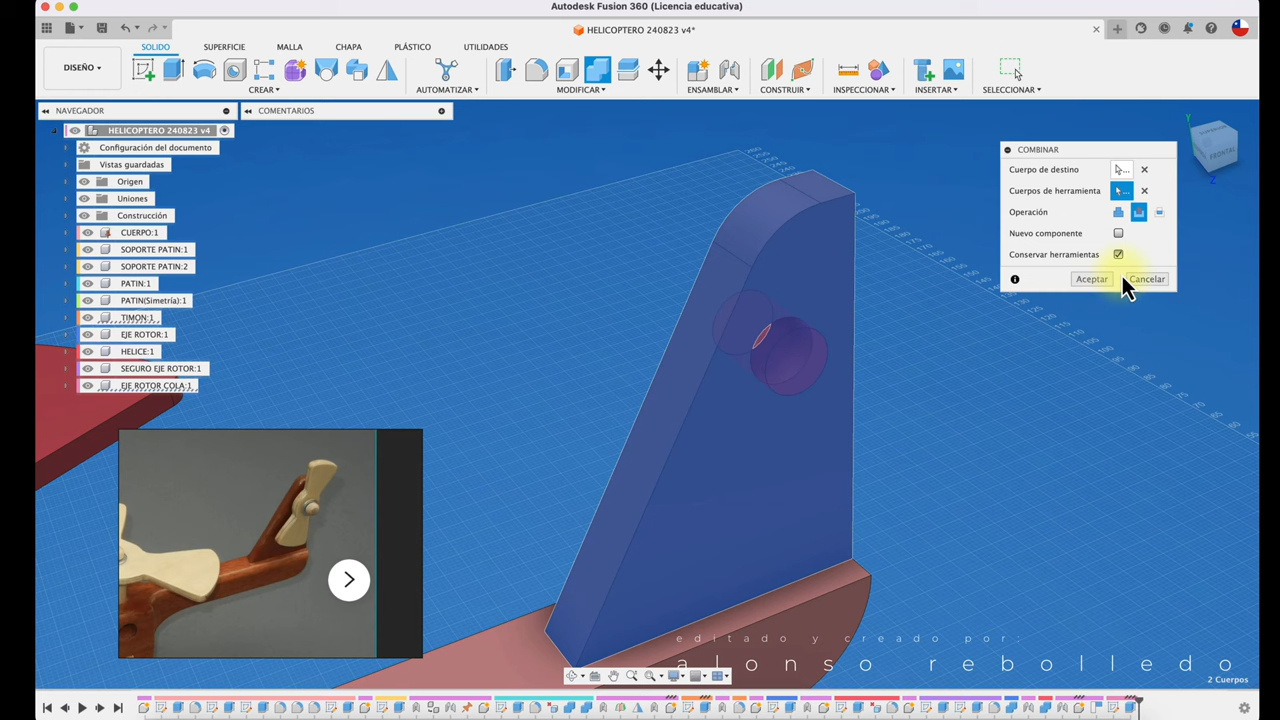 Autodesk Fusion 360 (Licencia educativa)
HELICOPTERO 240823 v4*
DISEÑO
SOLIDO
SUPERFICIE
MALLA
CHAPA
PLÁSTICO
UTILIDADES
CREAR
AUTOMATIZAR
MODIFICAR
ENSAMBLAR
CONSTRUIR
INSPECCIONAR
INSERTAR
SELECCIONAR
NAVEGADOR
COMENTARIOS
HELICOPTERO 240823 v4
Configuración del documento
Vistas guardadas
Origen
Uniones
Construcción
CUERPO:1
SOPORTE PATIN:1
SOPORTE PATIN:2
PATIN:1
PATIN(Simetría):1
TIMON:1
EJE ROTOR:1
HELICE:1
SEGURO EJE ROTOR:1
EJE ROTOR COLA:1
COMBINAR
Cuerpo de destino
Cuerpos de herramienta
Operación
Nuevo componente
Conservar herramientas
Aceptar
Cancelar
SUPERIOR
FRONTAL
Y
Z
editado y creado por:
alonso rebolledo
2 Cuerpos